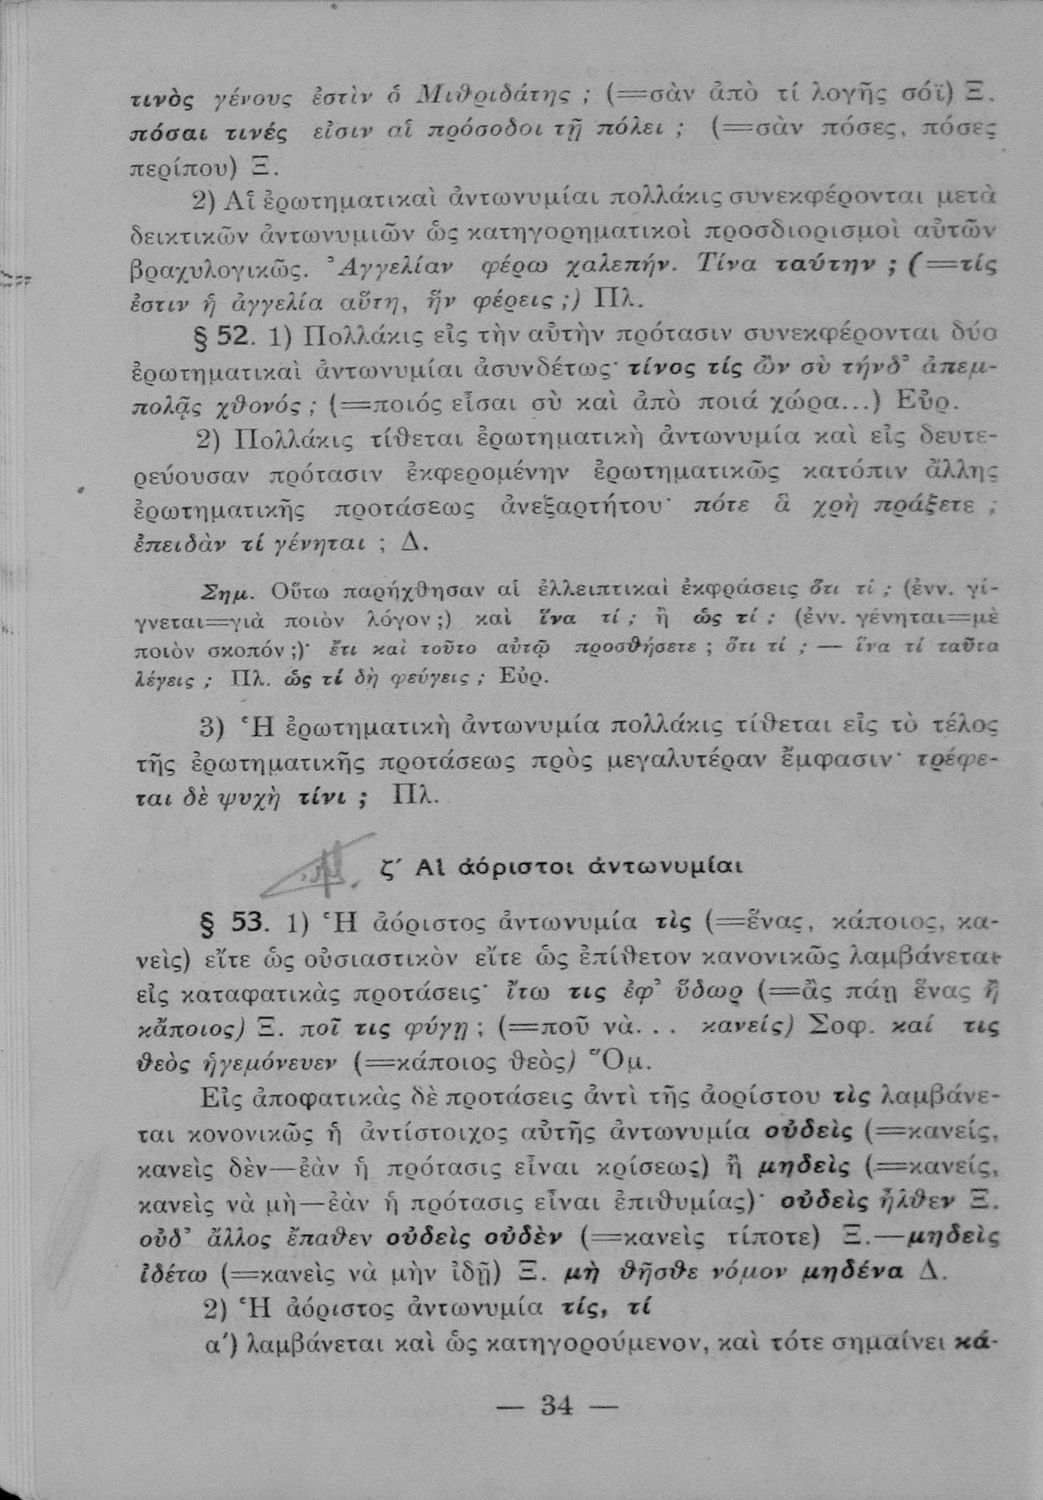 τινὸς γένους ἐστὶν ὁ Μιθριδάτης ; (=σὰν ἀπὸ τί λογῆς σόϊ) Ξ.
πόσαι τινές εἰσιν αἱ πρόσοδοι τῇ πόλει ; (=σὰν πόσες, πόσες
περίπου) Ξ.
2) Αἱ ἐρωτηματικαὶ ἀντωνυμίαι πολλάκις συνεκφέρονται μετὰ
δεικτικῶν ἀντωνυμιῶν ὡς κατηγορηματικοὶ προσδιορισμοὶ αὐτῶν
βραχυλογικῶς. Ἀγγελίαν φέρω χαλεπήν. Τίνα ταύτην ; (=τίς
ἐστιν ἡ ἀγγελία αὕτη, ἣν φέρεις ;) Πλ.
§ 52. 1) Πολλάκις εἰς τὴν αὐτὴν πρότασιν συνεκφέρονται δύο
ἐρωτηματικαὶ ἀντωνυμίαι ἀσυνδέτως· τίνος τίς ὢν σὺ τήνδ᾽ ἀπεμ-
πολᾷς χθονός ; (=ποιός εἶσαι σὺ καὶ ἀπὸ ποιά χώρα...) Εὐρ.
2) Πολλάκις τίθεται ἐρωτηματικὴ ἀντωνυμία καὶ εἰς δευτε-
ρεύουσαν πρότασιν ἐκφερομένην ἐρωτηματικῶς κατόπιν ἄλλης
ἐρωτηματικῆς προτάσεως ἀνεξαρτήτου· πότε ἃ χρὴ πράξετε ;
ἐπειδὰν τί γένηται ; Δ.
Σημ. Οὕτω παρήχθησαν αἱ ἐλλειπτικαὶ ἐκφράσεις ὅτι τί ; (ἐνν. γί-
γνεται=γιὰ ποιὸν λόγον ;) καὶ ἵνα τί ; ἢ ὡς τί ; (ἐνν. γένηται=μὲ
ποιὸν σκοπόν ;)· ἔτι καὶ τοῦτο αὐτῷ προσθήσετε ; ὅτι τί ; — ἵνα τί ταῦτα
λέγεις ; Πλ. ὡς τί δὴ φεύγεις ; Εὐρ.
3) Ἡ ἐρωτηματικὴ ἀντωνυμία πολλάκις τίθεται εἰς τὸ τέλος
τῆς ἐρωτηματικῆς προτάσεως πρὸς μεγαλυτέραν ἔμφασιν· τρέφε-
ται δὲ ψυχὴ τίνι ; Πλ.
ζ΄ Αἱ ἀόριστοι ἀντωνυμίαι
§ 53. 1) Ἡ ἀόριστος ἀντωνυμία τὶς (=ἕνας, κάποιος, κα-
νεὶς) εἴτε ὡς οὐσιαστικὸν εἴτε ὡς ἐπίθετον κανονικῶς λαμβάνεται
εἰς καταφατικὰς προτάσεις· ἴτω τις ἐφ᾽ ὕδωρ (=ἂς πάῃ ἕνας ἢ
κἄποιος) Ξ. ποῖ τις φύγῃ ; (=ποῦ νὰ... κανείς) Σοφ. καί τις
θεὸς ἡγεμόνευεν (=κάποιος θεὸς) Ὅμ.
Εἰς ἀποφατικὰς δὲ προτάσεις ἀντὶ τῆς ἀορίστου τὶς λαμβάνε-
ται κονονικῶς ἡ ἀντίστοιχος αὐτῆς ἀντωνυμία οὐδεὶς (=κανείς,
κανεὶς δὲν—ἐὰν ἡ πρότασις εἶναι κρίσεως) ἢ μηδεὶς (=κανείς,
κανεὶς νὰ μὴ—ἐὰν ἡ πρότασις εἶναι ἐπιθυμίας)· οὐδεὶς ἦλθεν Ξ.
οὐδ᾽ ἄλλος ἔπαθεν οὐδεὶς οὐδὲν (=κανεὶς τίποτε) Ξ.—μηδεὶς
ἰδέτω (=κανεὶς νὰ μὴν ἰδῇ) Ξ. μὴ θῆσθε νόμον μηδένα Δ.
2) Ἡ ἀόριστος ἀντωνυμία τίς, τί
α΄) λαμβάνεται καὶ ὡς κατηγορούμενον, καὶ τότε σημαίνει κά-
— 34 —